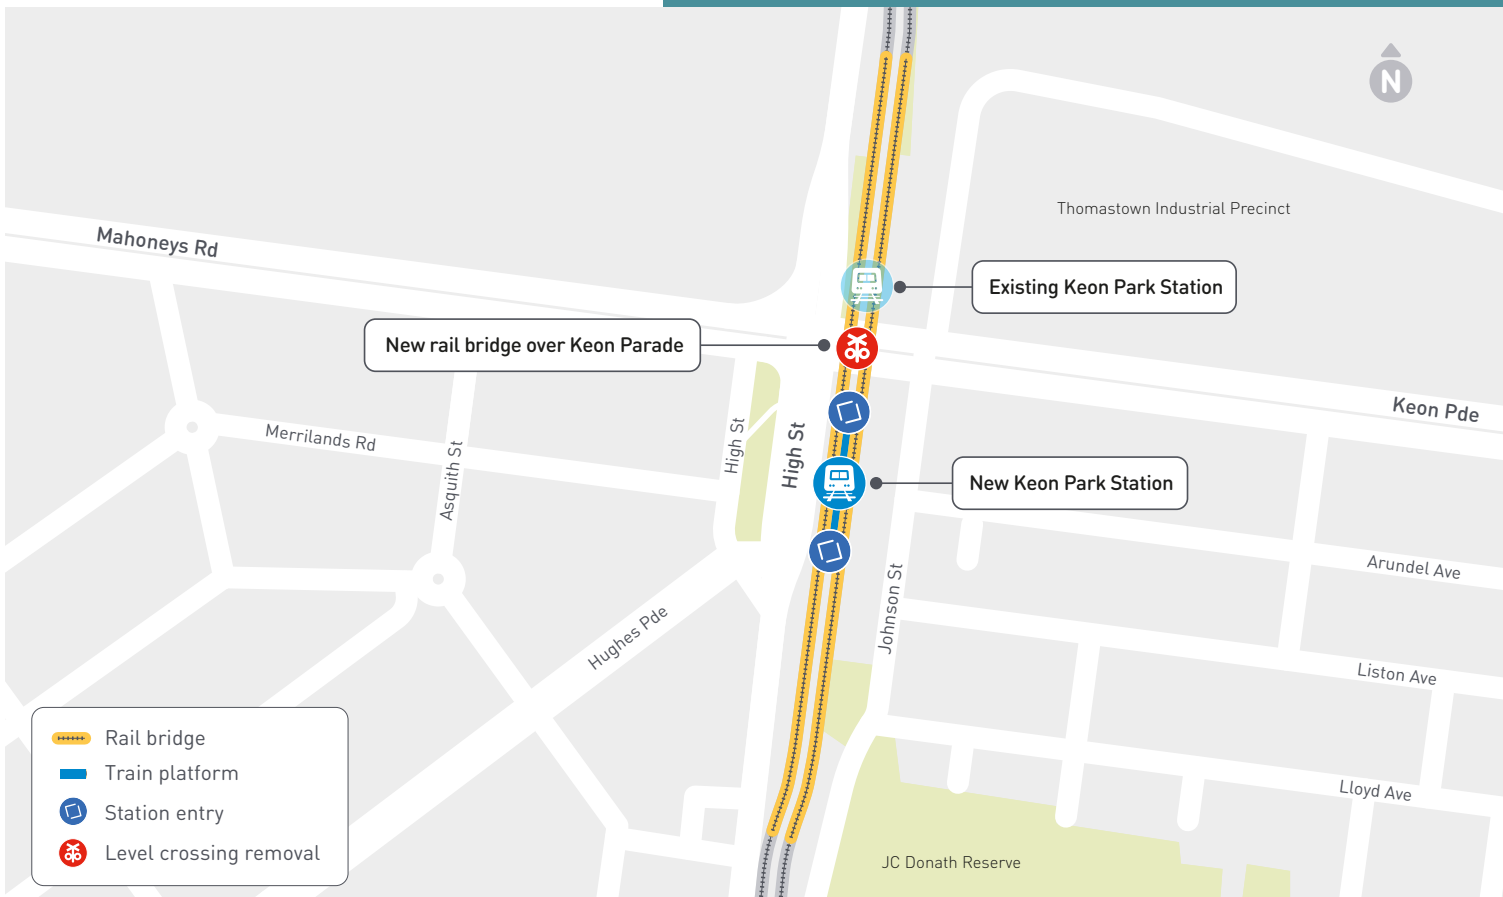 N
Thomastown Industrial Precinct
Mahoneys Rd
Existing Keon Park Station
New rail bridge over Keon Parade
Keon Pde
Merrilands Rd
Asquith St
High St
High St
New Keon Park Station
Arundel Ave
Johnson St
Hughes Pde
Liston Ave
Lloyd Ave
JC Donath Reserve
Rail bridge
Train platform
Station entry
Level crossing removal